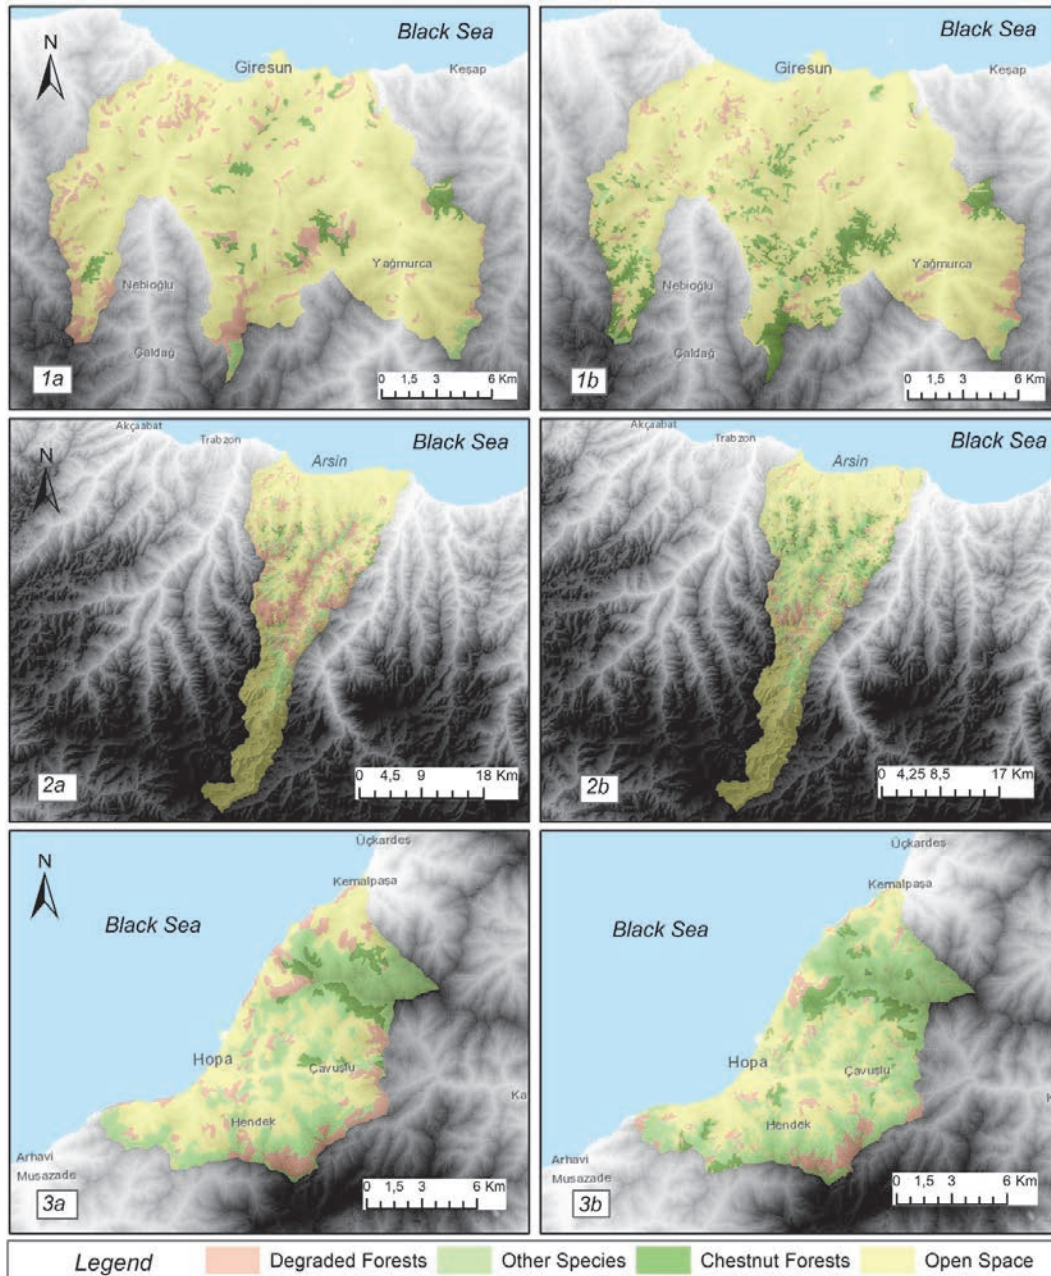 Black Sea
N
Giresun
Keşap
Yağmurca
Nebioğlu
Çaldağ
1a
0 1,5 3 6 Km
Black Sea
Giresun
Keşap
Yağmurca
Nebioğlu
Çaldağ
1b
0 1,5 3 6 Km
Akçaabat
Trabzon
Black Sea
N
Arsin
2a
0 4,5 9 18 Km
Akçaabat
Trabzon
Black Sea
Arsin
2b
0 4,25 8,5 17 Km
Üçkardeş
N
Kemalpaşa
Black Sea
Hopa
Çavuşlu
Ka
Hendek
Arhavi
Musazade
3a
0 1,5 3 6 Km
Üçkardeş
Kemalpaşa
Black Sea
Hopa
Çavuşlu
K
Hendek
Arhavi
Musazade
3b
0 1,5 3 6 Km
Legend Degraded Forests Other Species Chestnut Forests Open Space